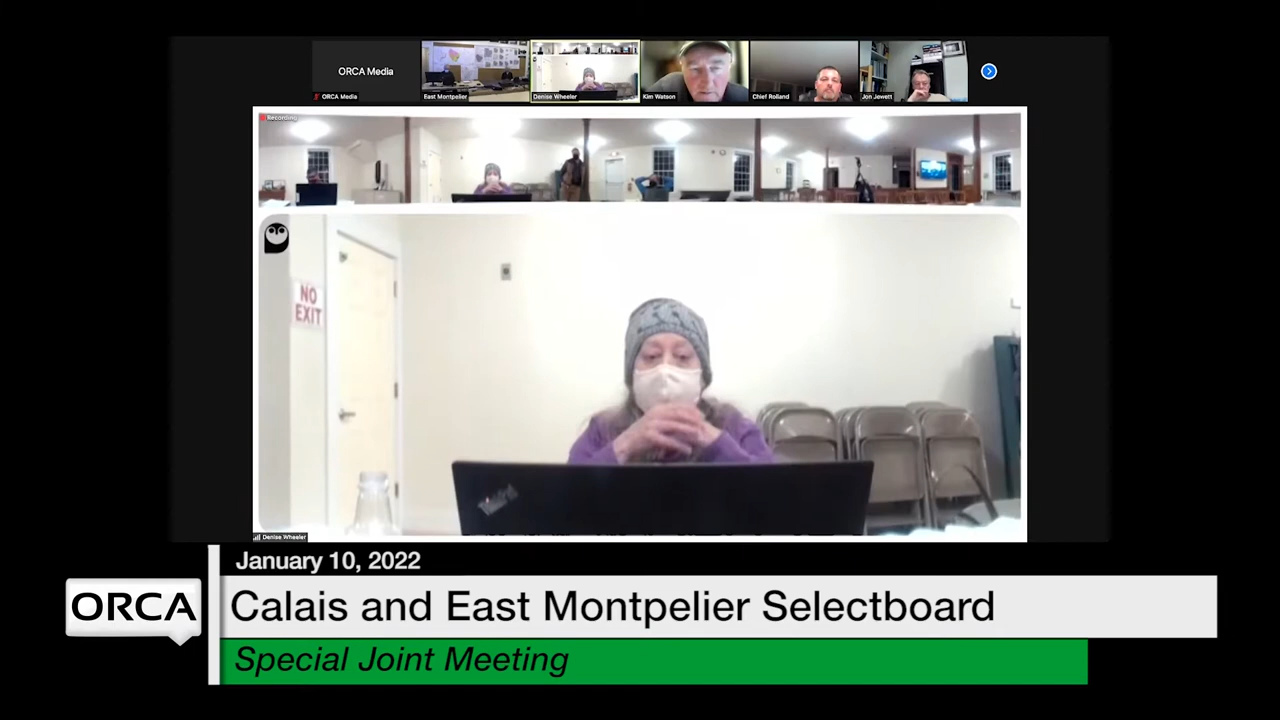 ORCA Media
ORCA Media
East Montpelier
Denise Wheeler
Kim Watson
Chief Rolland
Jon Jewett
Recording
NO
EXIT
ThinkPad
Denise Wheeler
January 10, 2022
ORCA
Calais and East Montpelier Selectboard
Special Joint Meeting